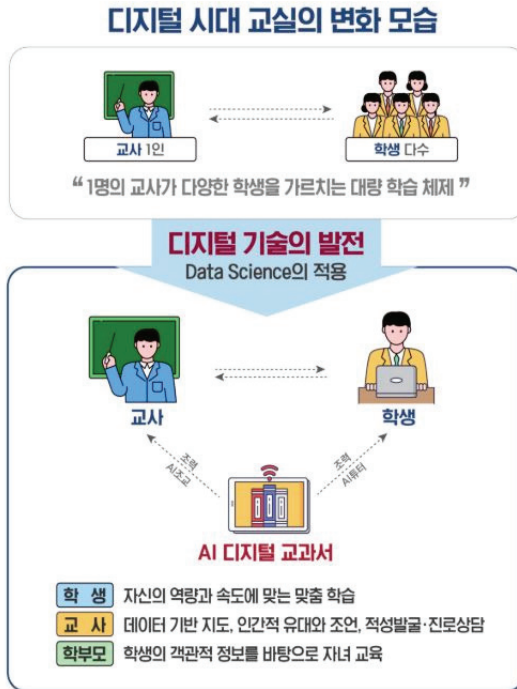 디지털 시대 교실의 변화 모습
교사 1인
학생 다수
“ 1명의 교사가 다양한 학생을 가르치는 대량 학습 체제 ”
디지털 기술의 발전
Data Science의 적용
교사
학생
조력
AI조교
조력
AI튜터
AI 디지털 교과서
학 생 자신의 역량과 속도에 맞는 맞춤 학습
교 사 데이터 기반 지도, 인간적 유대와 조언, 적성발굴·진로상담
학부모 학생의 객관적 정보를 바탕으로 자녀 교육